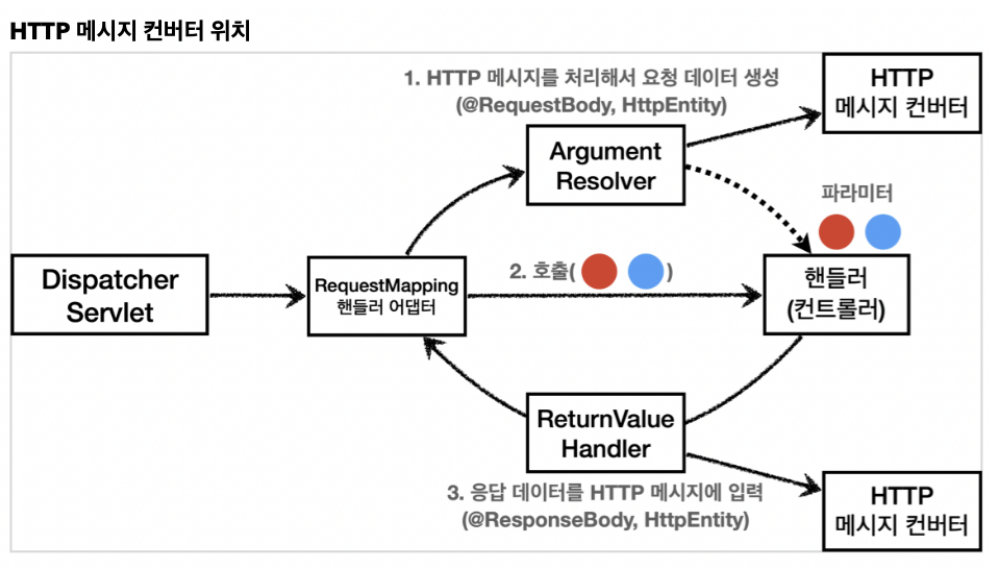 HTTP 메시지 컨버터 위치
1. HTTP 메시지를 처리해서 요청 데이터 생성
(@RequestBody, HttpEntity)
HTTP
메시지 컨버터
Argument
Resolver
파라미터
Dispatcher
Servlet
RequestMapping
핸들러 어댑터
2. 호출( )
핸들러
(컨트롤러)
ReturnValue
Handler
3. 응답 데이터를 HTTP 메시지에 입력
(@ResponseBody, HttpEntity)
HTTP
메시지 컨버터